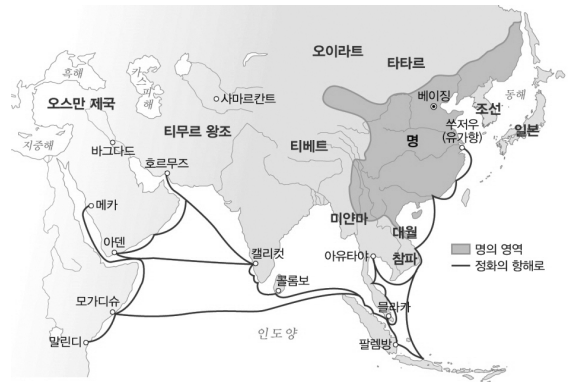 오이라트
타타르
흑해
카스피해
사마르칸트
베이징
조선
동해
오스만 제국
쑤저우
(유가항)
일본
지중해
바그다드
티무르 왕조
티베트
명
호르무즈
메카
미얀마
대월
아덴
캘리컷
아유타야
참파
명의 영역
콜롬보
정화의 항해로
모가디슈
믈라카
인도양
말린디
팔렘방